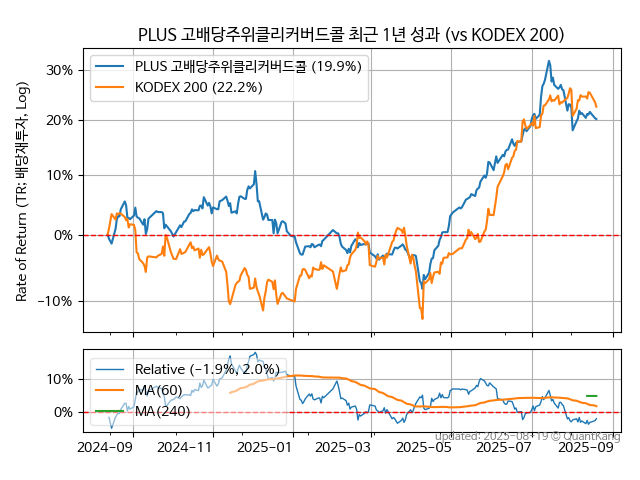 PLUS 고배당주위클리커버드콜 최근 1년 성과 (vs KODEX 200)
Rate of Return (TR: 배당재투자, Log)
30%
20%
10%
0%
−10%
PLUS 고배당주위클리커버드콜 (19.9%)
KODEX 200 (22.2%)
10%
0%
Relative (−1.9%, 2.0%)
MA(60)
MA(240)
updated: 2025-08-19 © QuantKang
2024−09
2024−11
2025−01
2025−03
2025−05
2025−07
2025−09